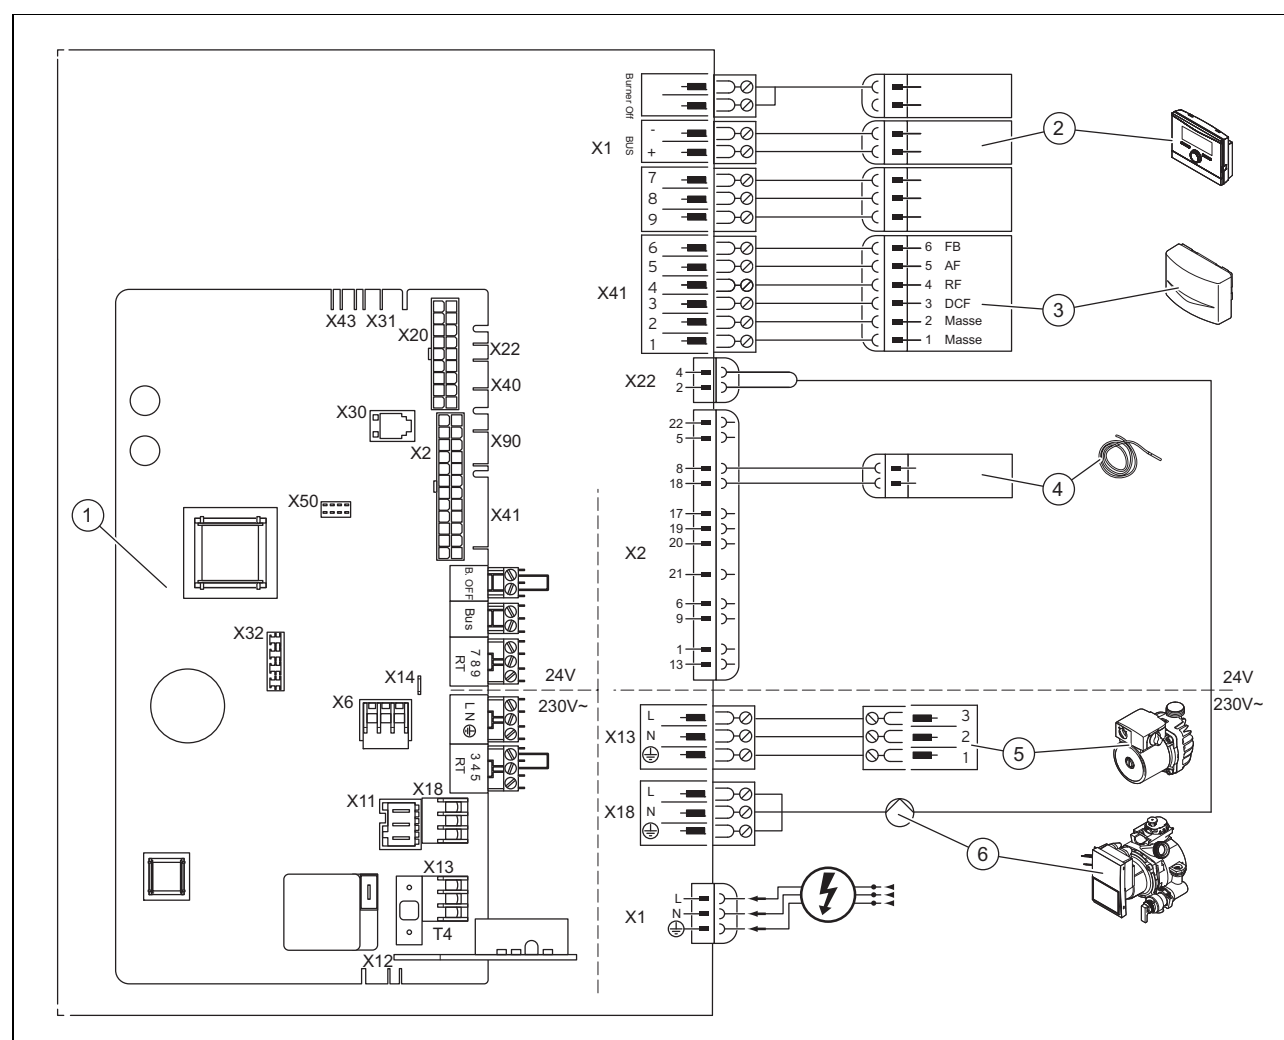 Burner Off
X1
BUS
-
+
2
7
8
9
6
5
4
3
2
1
X41
6 FB
5 AF
4 RF
3 DCF
2 Masse
1 Masse
3
X43 X31
X20
X22
X40
X30
X2
X90
X50
X41
1
B. OFF
Bus
7 8 9
RT
X32
X14
X6
24V
230V~
L N
3 4 5
RT
X11
X18
X13
T4
X12
X22
4
2
X2
22
5
8
18
17
19
20
21
6
9
1
13
4
24V
230V~
X13
L
N
3
2
1
5
X18
L
N
6
X1
L
N